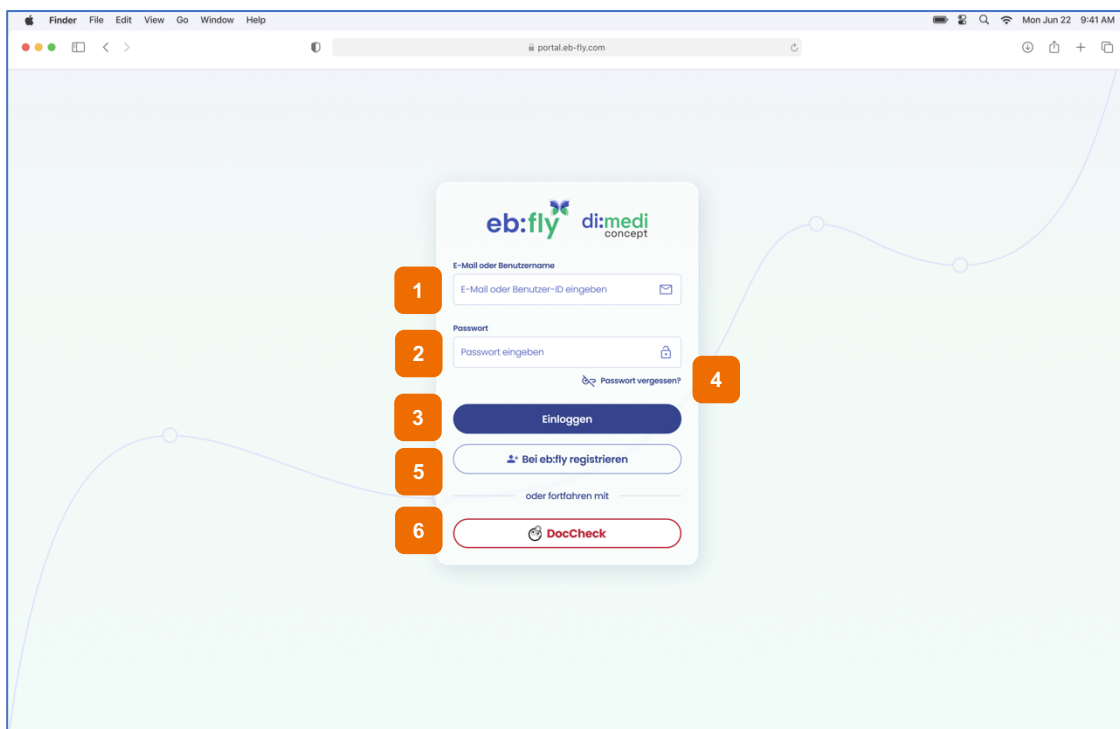 Finder File Edit View Go Window Help Mon Jun 22 9:41 AM
portal.eb-fly.com
eb:fly di:medi
concept
E-Mail oder Benutzername
1 E-Mail oder Benutzer-ID eingeben
Passwort
2 Passwort eingeben
Passwort vergessen? 4
3 Einloggen
5 Bei eb:fly registrieren
oder fortfahren mit
6 DocCheck